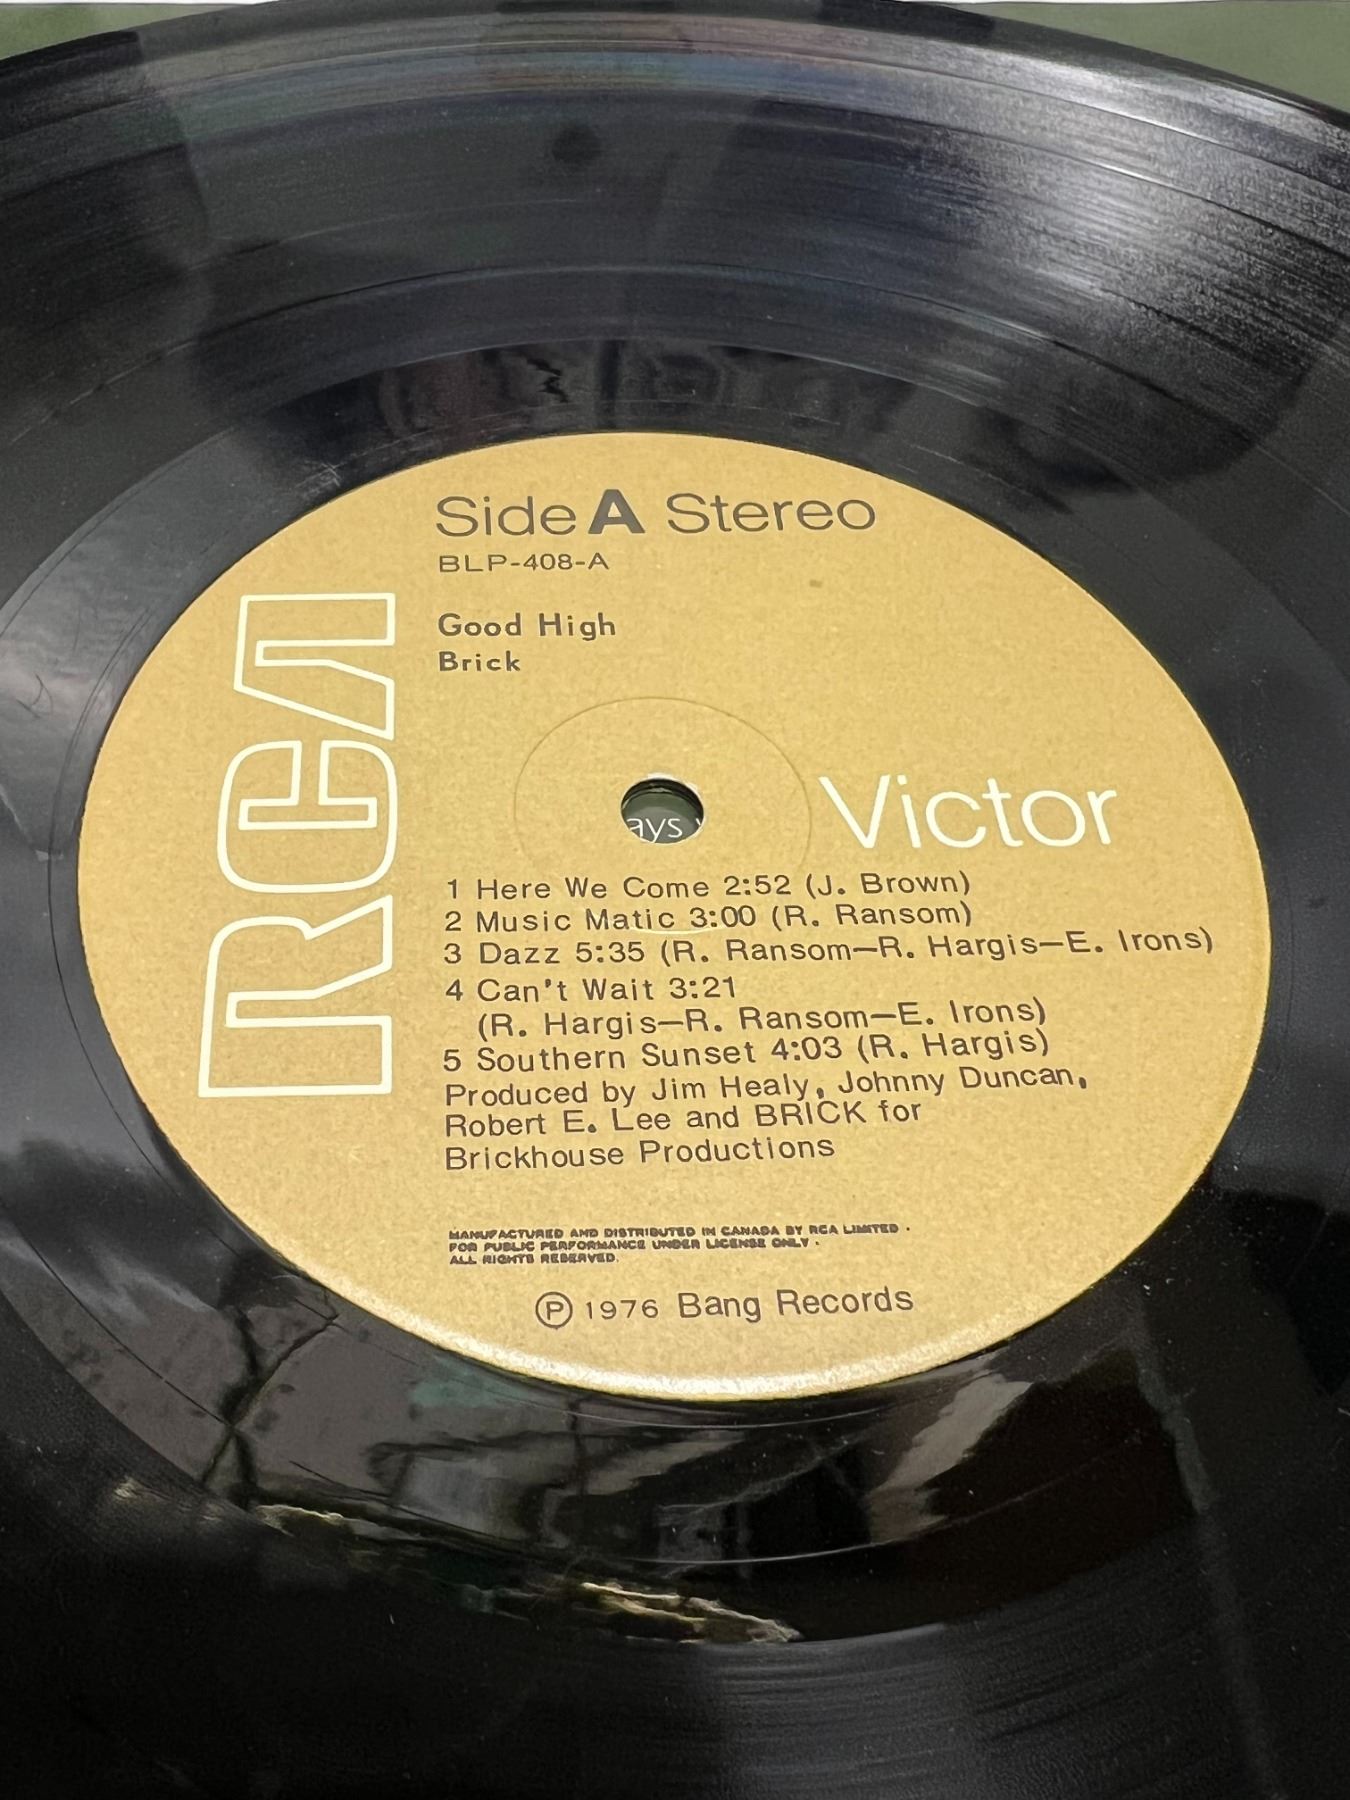 Side A Stereo
BLP-408-A
Good High
Brick
RCA
Victor
ays
1 Here We Come 2:52 (J. Brown)
2 Music Matic 3:00 (R. Ransom)
3 Dazz 5:35 (R. Ransom—R. Hargis—E. Irons)
4 Can't Wait 3:21
(R. Hargis—R. Ransom—E. Irons)
5 Southern Sunset 4:03 (R. Hargis)
Produced by Jim Healy, Johnny Duncan,
Robert E. Lee and BRICK for
Brickhouse Productions
MANUFACTURED AND DISTRIBUTED IN CANADA BY RCA LIMITED .
FOR PUBLIC PERFORMANCE UNDER LICENSE ONLY .
ALL RIGHTS RESERVED.
℗ 1976 Bang Records